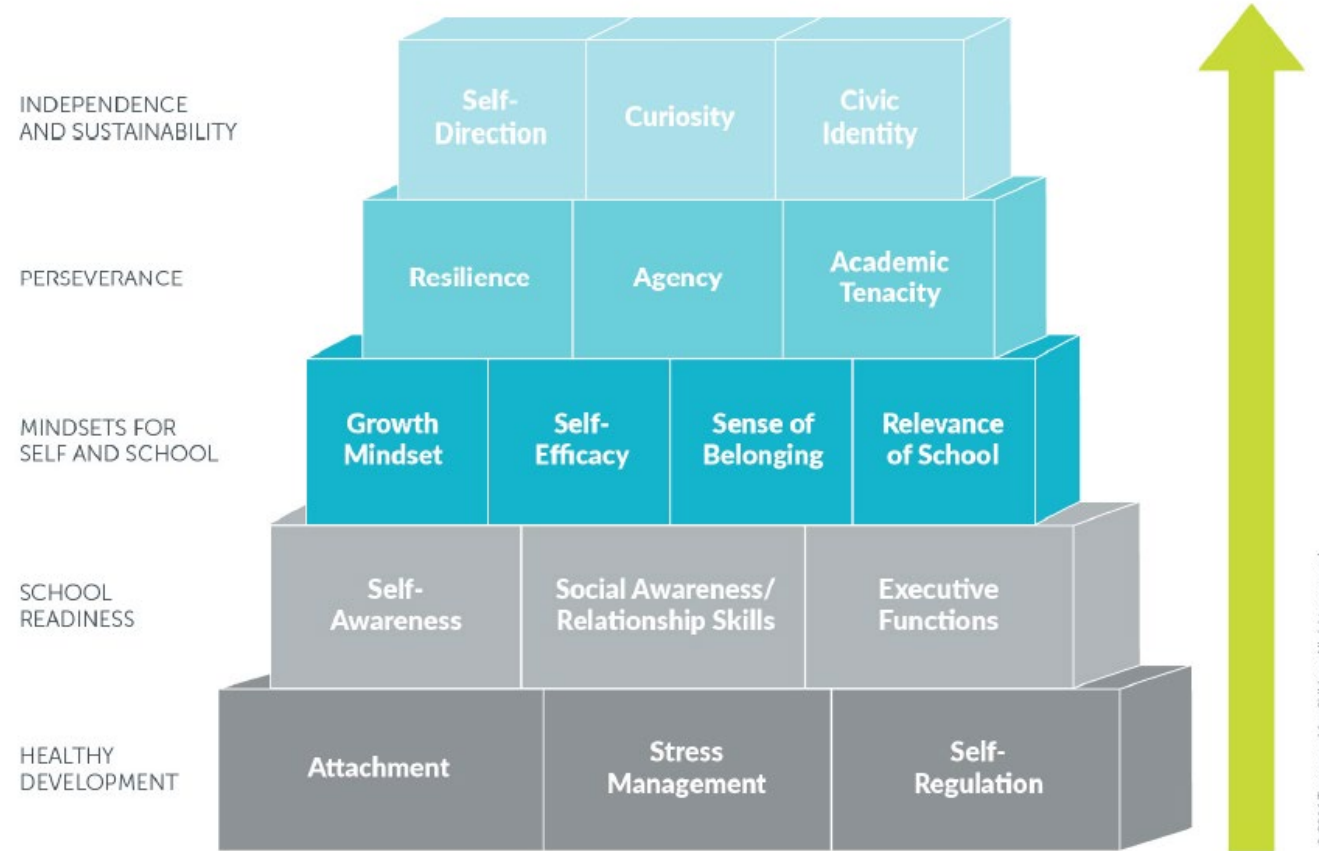 INDEPENDENCE
AND SUSTAINABILITY
Self-
Direction
Curiosity
Civic
Identity
PERSEVERANCE
Resilience
Agency
Academic
Tenacity
MINDSETS FOR
SELF AND SCHOOL
Growth
Mindset
Self-
Efficacy
Sense of
Belonging
Relevance
of School
SCHOOL
READINESS
Self-
Awareness
Social Awareness/
Relationship Skills
Executive
Functions
HEALTHY
DEVELOPMENT
Attachment
Stress
Management
Self-
Regulation